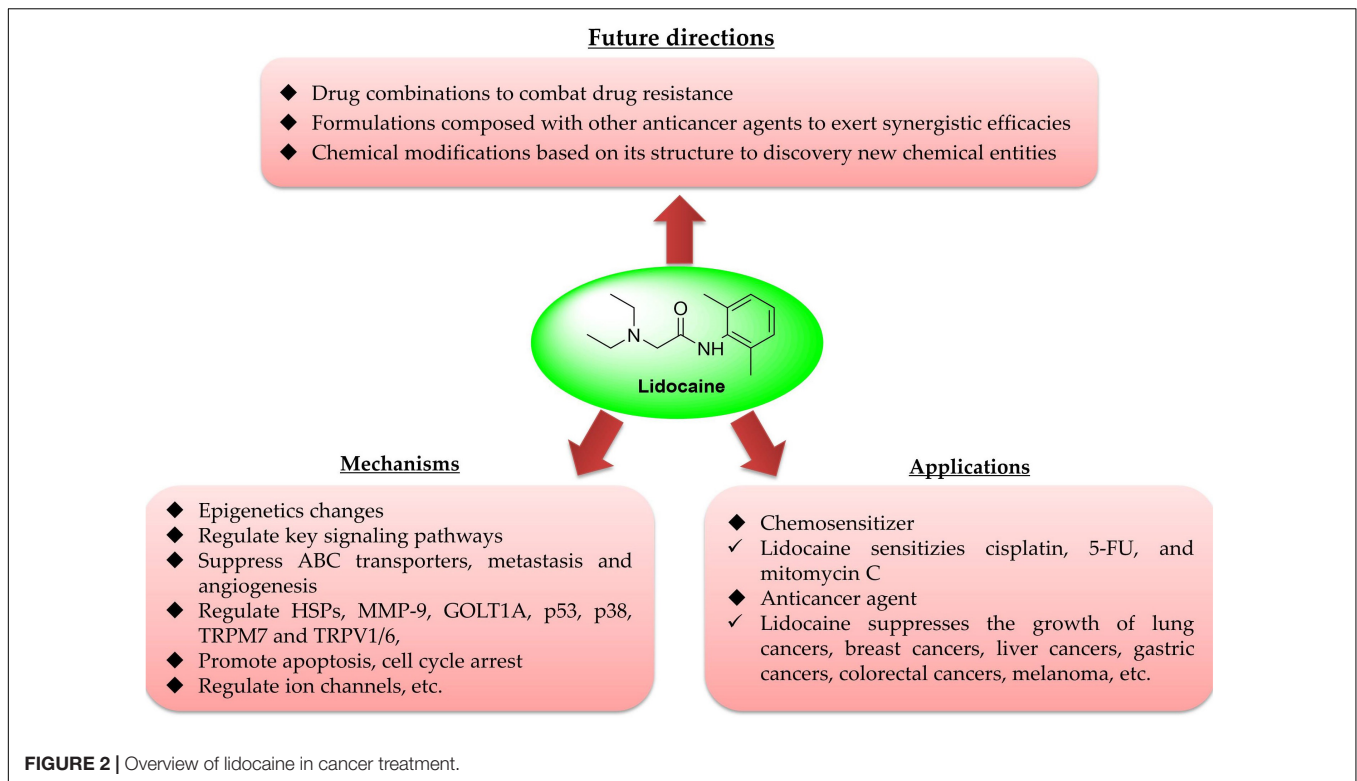 Future directions
◆ Drug combinations to combat drug resistance
◆ Formulations composed with other anticancer agents to exert synergistic efficacies
◆ Chemical modifications based on its structure to discovery new chemical entities
O
N
NH
Lidocaine
Mechanisms
◆ Epigenetics changes
◆ Regulate key signaling pathways
◆ Suppress ABC transporters, metastasis and
angiogenesis
◆ Regulate HSPs, MMP-9, GOLT1A, p53, p38,
TRPM7 and TRPV1/6,
◆ Promote apoptosis, cell cycle arrest
◆ Regulate ion channels, etc.
Applications
◆ Chemosensitizer
✓ Lidocaine sensitizies cisplatin, 5-FU, and
mitomycin C
◆ Anticancer agent
✓ Lidocaine suppresses the growth of lung
cancers, breast cancers, liver cancers, gastric
cancers, colorectal cancers, melanoma, etc.
FIGURE 2 | Overview of lidocaine in cancer treatment.